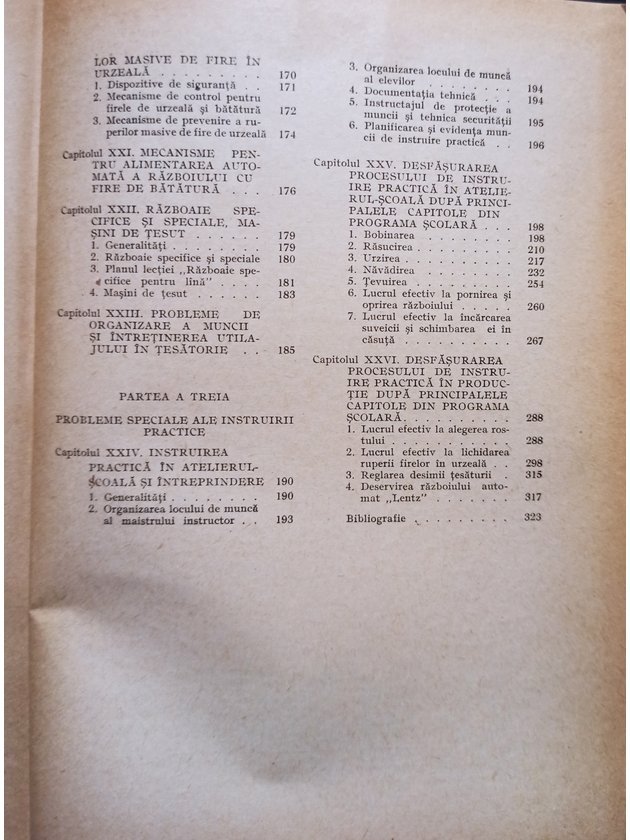 LOR MASIVE DE FIRE ÎN
URZEALĂ . . . . . . . . . 170
1. Dispozitive de siguranță . . 171
2. Mecanisme de control pentru
firele de urzeală și bătătură 172
3. Mecanisme de prevenire a ru-
perilor masive de fire de urzeală 174
Capitolul XXI. MECANISME PEN-
TRU ALIMENTAREA AUTO-
MATĂ A RĂZBOIULUI CU
FIRE DE BĂTĂTURĂ . . . 176
Capitolul XXII. RĂZBOAIE SPE-
CIFICE ȘI SPECIALE, MA-
ȘINI DE ȚESUT . . . . . . 179
1. Generalități . . . . . . . . 179
2. Războaie specifice și speciale 180
3. Planul lecției „Războaie spe-
cifice pentru lină” . . . . 181
4. Mașini de țesut . . . . . . 183
Capitolul XXIII. PROBLEME DE
ORGANIZARE A MUNCII
ȘI ÎNTREȚINEREA UTILA-
JULUI ÎN ȚESĂTORIE . . 185
PARTEA A TREIA
PROBLEME SPECIALE ALE INSTRUIRII
PRACTICE
Capitolul XXIV. INSTRUIREA
PRACTICĂ ÎN ATELIERUL-
ȘCOALĂ ȘI ÎNTREPRINDERE 190
1. Generalități . . . . . . . . 190
2. Organizarea locului de muncă
al maistrului instructor . . 193
3. Organizarea locului de muncă
al elevilor . . . . . . . . 194
4. Documentația tehnică . . . 194
5. Instructajul de protecție a
muncii și tehnica securității 195
6. Planificarea și evidența mun-
cii de instruire practică . . 196
Capitolul XXV. DESFĂȘURAREA
PROCESULUI DE INSTRU-
IRE PRACTICĂ ÎN ATELIE-
RUL-ȘCOALĂ DUPĂ PRINCI-
PALELE CAPITOLE DIN
PROGRAMA ȘCOLARĂ . . . 198
1. Bobinarea . . . . . . . . . 198
2. Răsucirea . . . . . . . . . 210
3. Urzirea . . . . . . . . . . 217
4. Năvădirea . . . . . . . . . 232
5. Țevuirea . . . . . . . . . 254
6. Lucrul efectiv la pornirea și
oprirea războiului . . . . . 260
7. Lucrul efectiv la încărcarea
suveicii și schimbarea ei în
căsuță . . . . . . . . . . 267
Capitolul XXVI. DESFĂȘURAREA
PROCESULUI DE INSTRU-
IRE PRACTICĂ ÎN PRODUC-
ȚIE DUPĂ PRINCIPALELE
CAPITOLE DIN PROGRAMA
ȘCOLARĂ. . . . . . . . . . 288
1. Lucrul efectiv la alegerea ros-
tului . . . . . . . . . . . 288
2. Lucrul efectiv la lichidarea
ruperii firelor în urzeală . . 298
3. Reglarea desimii țesăturii . 315
4. Deservirea războiului auto-
mat „Lentz” . . . . . . . . 317
Bibliografie . . . . . . . . . 323